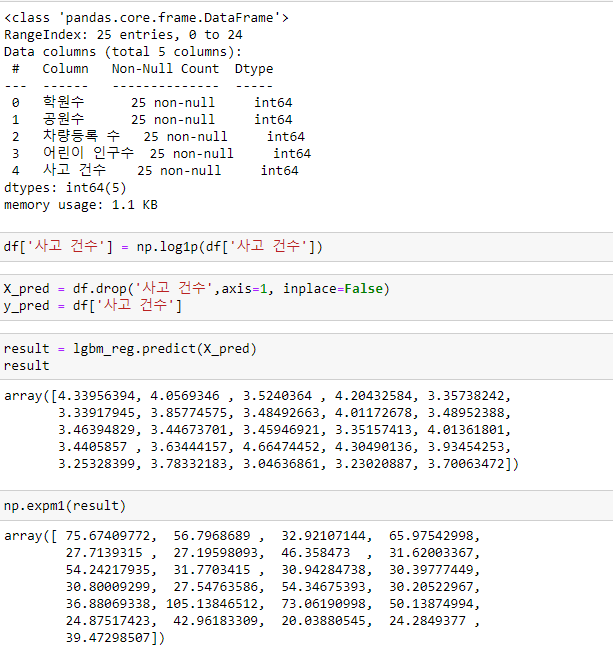 <class 'pandas.core.frame.DataFrame'>
RangeIndex: 25 entries, 0 to 24
Data columns (total 5 columns):
 #   Column   Non-Null Count  Dtype
---  ------   --------------  -----
 0   학원수      25 non-null     int64
 1   공원수      25 non-null     int64
 2   차량등록 수   25 non-null     int64
 3   어린이 인구수  25 non-null     int64
 4   사고 건수    25 non-null     int64
dtypes: int64(5)
memory usage: 1.1 KB
df['사고 건수'] = np.log1p(df['사고 건수'])
X_pred = df.drop('사고 건수',axis=1, inplace=False)
y_pred = df['사고 건수']
result = lgbm_reg.predict(X_pred)
result
array([4.33956394, 4.0569346 , 3.5240364 , 4.20432584, 3.35738242,
       3.33917945, 3.85774575, 3.48492663, 4.01172678, 3.48952388,
       3.46394829, 3.44673701, 3.45946921, 3.35157413, 4.01361801,
       3.4405857 , 3.63444157, 4.66474452, 4.30490136, 3.93454253,
       3.25328399, 3.78332183, 3.04636861, 3.23020887, 3.70063472])
np.expm1(result)
array([ 75.67409772,  56.7968689 ,  32.92107144,  65.97542998,
        27.7139315 ,  27.19598093,  46.358473  ,  31.62003367,
        54.24217935,  31.7703415 ,  30.94284738,  30.39777449,
        30.80009299,  27.54763586,  54.34675393,  30.20522967,
        36.88069338, 105.13846512,  73.06190998,  50.13874994,
        24.87517423,  42.96183309,  20.03880545,  24.2849377 ,
        39.47298507])